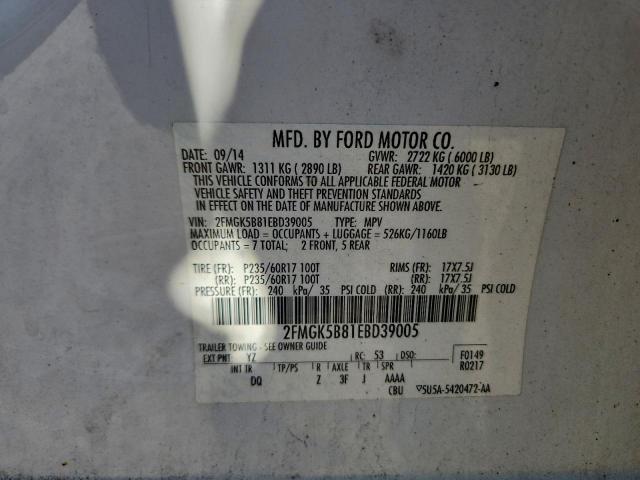 MFD. BY FORD MOTOR CO.
DATE: 09/14 GVWR: 2722 KG ( 6000 LB)
FRONT GAWR: 1311 KG ( 2890 LB) REAR GAWR: 1420 KG ( 3130 LB)
THIS VEHICLE CONFORMS TO ALL APPLICABLE FEDERAL MOTOR
VEHICLE SAFETY AND THEFT PREVENTION STANDARDS
IN EFFECT ON THE DATE OF MANUFACTURE SHOWN ABOVE.
VIN: 2FMGK5B81EBD39005 TYPE: MPV
MAXIMUM LOAD = OCCUPANTS + LUGGAGE = 526KG/1160LB
OCCUPANTS = 7 TOTAL; 2 FRONT, 5 REAR
TIRE (FR): P235/60R17 100T RIMS (FR): 17X7.5J
(RR): P235/60R17 100T (RR): 17X7.5J
PRESSURE (FR): 240 kPa/ 35 PSI COLD (RR): 240 kPa/ 35 PSI COLD
2FMGK5B81EBD39005
TRAILER TOWING - SEE OWNER GUIDE
EXT PNT: YZ RC: 53 DSO: F0149
INT TR TP/PS R AXLE TR SPR R0217
DQ Z 3F J AAAA
CBU 5U5A-5420472-AA